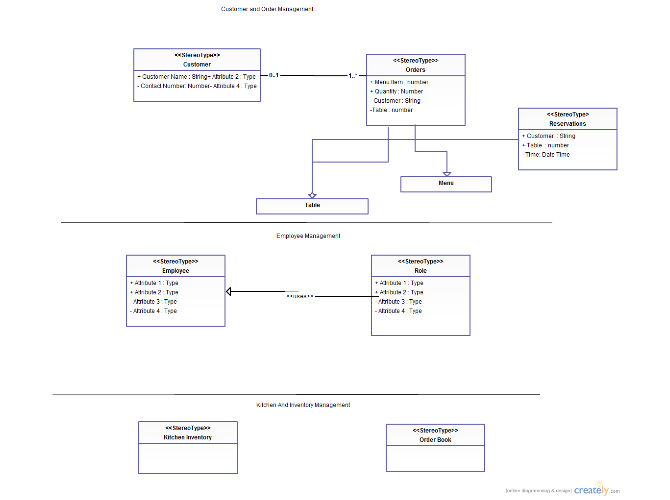 Customer and Order Management
<<StereoType>>
Customer
+ Customer Name : String+ Attribute 2 : Type
- Contact Number: Number- Attribute 4 : Type
0..1
1..*
<<StereoType>>
Orders
+ Menu Item : number
+ Quantity : Number
-Customer : String
-Table : number
<<StereoType>
Reservations
+ Customer : String
+ Table : number
-Time: Date Time
Menu
Table
Employee Management
<<StereoType>>
Employee
+ Attribute 1 : Type
+ Attribute 2 : Type
- Attribute 3 : Type
- Attribute 4 : Type
<<uses>>
<<StereoType>>
Role
+ Attribute 1 : Type
+ Attribute 2 : Type
- Attribute 3 : Type
- Attribute 4 : Type
Kitchen And Inventory Management
<<StereoType>>
Kitchen Inventory
<<StereoType>>
Order Book
[online diagramming & design] creately.com